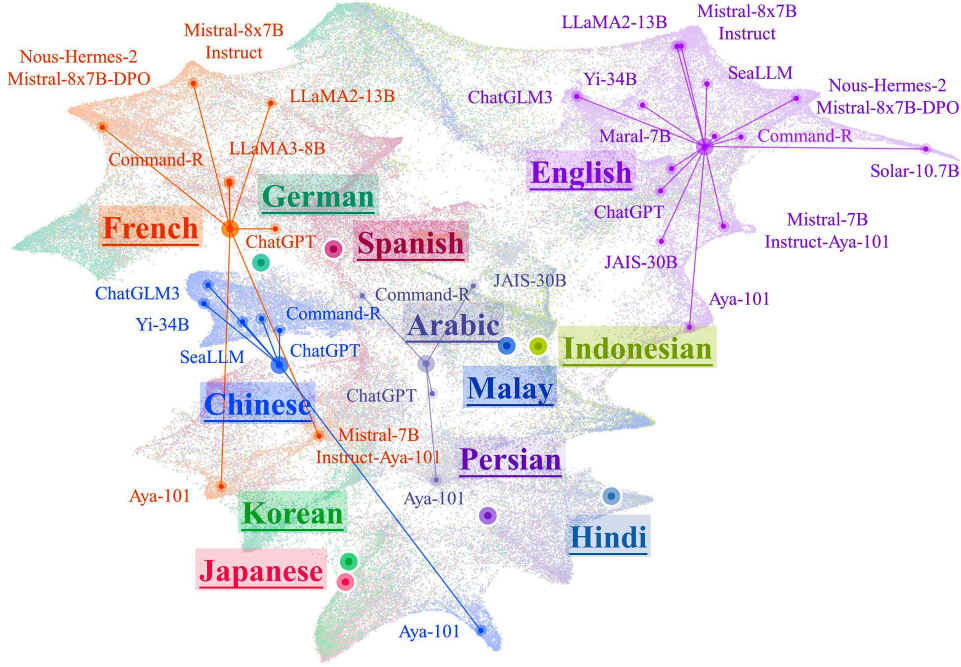 LLaMA2-13B
Mistral-8x7B
Instruct
Mistral-8x7B
Instruct
Nous-Hermes-2
Mistral-8x7B-DPO
LLaMA2-13B
Yi-34B
SeaLLM
ChatGLM3
Nous-Hermes-2
Mistral-8x7B-DPO
Maral-7B
Command-R
Solar-10.7B
Command-R
LLaMA3-8B
English
German
French
ChatGPT
ChatGPT
Spanish
Mistral-7B
Instruct-Aya-101
JAIS-30B
ChatGLM3
Command-R
JAIS-30B
Aya-101
Yi-34B
Command-R
Arabic
SeaLLM
ChatGPT
Indonesian
Chinese
ChatGPT
Malay
Mistral-7B
Instruct-Aya-101
Persian
Aya-101
Aya-101
Korean
Hindi
Japanese
Aya-101